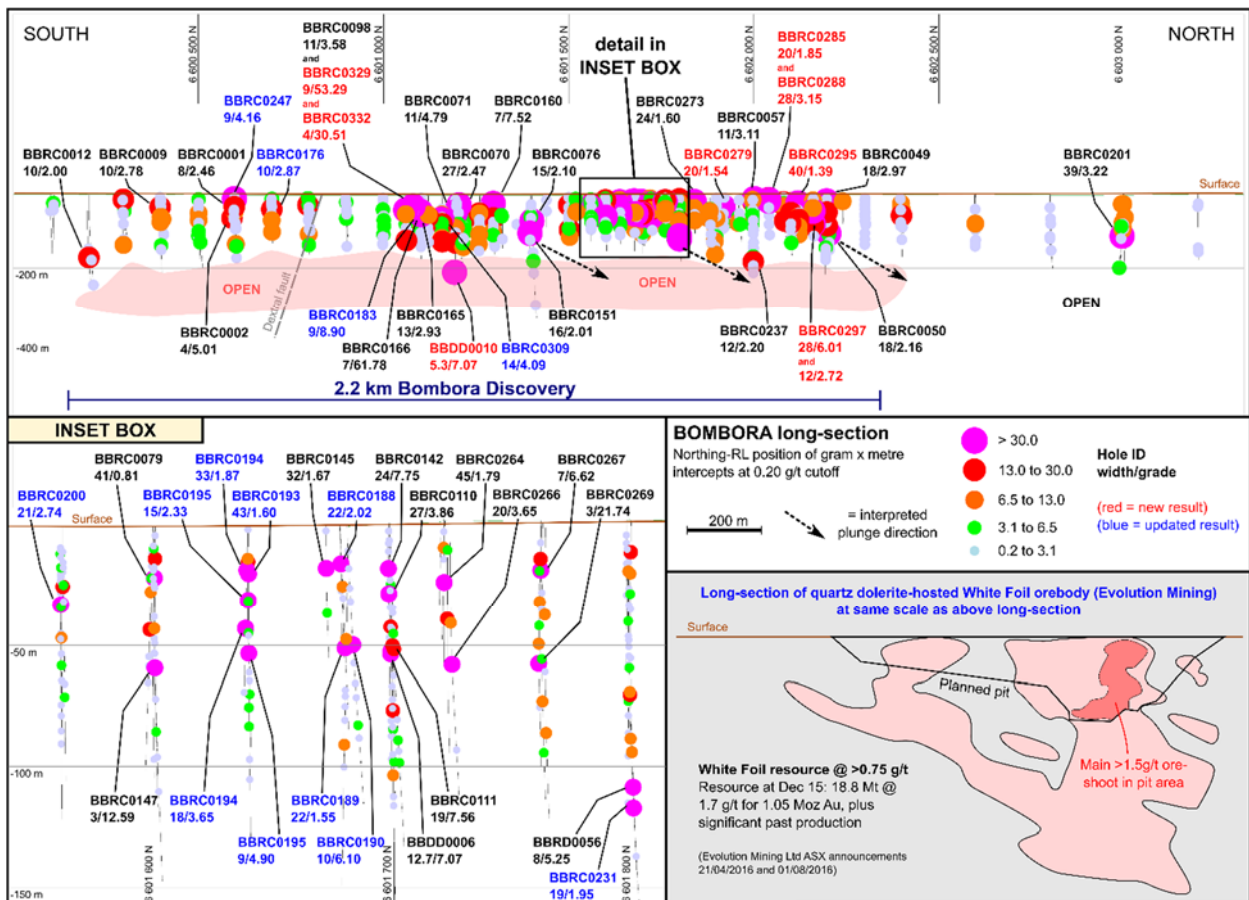 SOUTH
NORTH
6 600,500 N
6 601,000 N
6 601,500 N
6 602,000 N
6 602,500 N
6 603,000 N
BBRC0098
11/3.58
and
BBRC0329
9/53.29
and
BBRC0332
4/30.51
detail in
INSET BOX
BBRC0285
20/1.85
and
BBRC0288
28/3.15
BBRC0247
9/4.16
BBRC0071
11/4.79
BBRC0160
7/7.52
BBRC0273
24/1.60
BBRC0057
11/3.11
BBRC0012
10/2.00
BBRC0009
10/2.78
BBRC0001
8/2.46
BBRC0176
10/2.87
BBRC0070
27/2.47
BBRC0076
15/2.10
BBRC0279
20/1.54
BBRC0295
40/1.39
BBRC0049
18/2.97
BBRC0201
39/3.22
Surface
-200 m
OPEN
Dextral fault
OPEN
OPEN
BBRC0002
4/5.01
BBRC0183
9/8.90
BBRC0165
13/2.93
BBRC0151
16/2.01
BBRC0237
12/2.20
BBRC0297
28/6.01
and
12/2.72
BBRC0050
18/2.16
-400 m
BBRC0166
7/61.78
BBDD0010
5.3/7.07
BBRC0309
14/4.09
2.2 km Bombora Discovery
INSET BOX
BBRC0079
41/0.81
BBRC0194
33/1.87
BBRC0145
32/1.67
BBRC0142
24/7.75
BBRC0264
45/1.79
BBRC0267
7/6.62
BBRC0200
21/2.74
BBRC0195
15/2.33
BBRC0193
43/1.60
BBRC0188
22/2.02
BBRC0110
27/3.86
BBRC0266
20/3.65
BBRC0269
3/21.74
Surface
-50 m
-100 m
BBRC0147
3/12.59
BBRC0194
18/3.65
BBRC0195
9/4.90
BBRC0189
22/1.55
BBRC0190
10/6.10
BBDD0006
12.7/7.07
BBRC0111
19/7.56
BBRD0056
8/5.25
BBRC0231
19/1.95
6 601 600 N
6 601 700 N
6 601 800 N
-150 m
BOMBORA long-section
Northing-RL position of gram x metre
intercepts at 0.20 g/t cutoff
200 m
= interpreted
plunge direction
> 30.0
13.0 to 30.0
6.5 to 13.0
3.1 to 6.5
0.2 to 3.1
Hole ID
width/grade
(red = new result)
(blue = updated result)
Long-section of quartz dolerite-hosted White Foil orebody (Evolution Mining)
at same scale as above long-section
Surface
Planned pit
Main >1.5g/t ore-
shoot in pit area
White Foil resource @ >0.75 g/t
Resource at Dec 15: 18.8 Mt @
1.7 g/t for 1.05 Moz Au, plus
significant past production
(Evolution Mining Ltd ASX announcements
21/04/2016 and 01/08/2016)